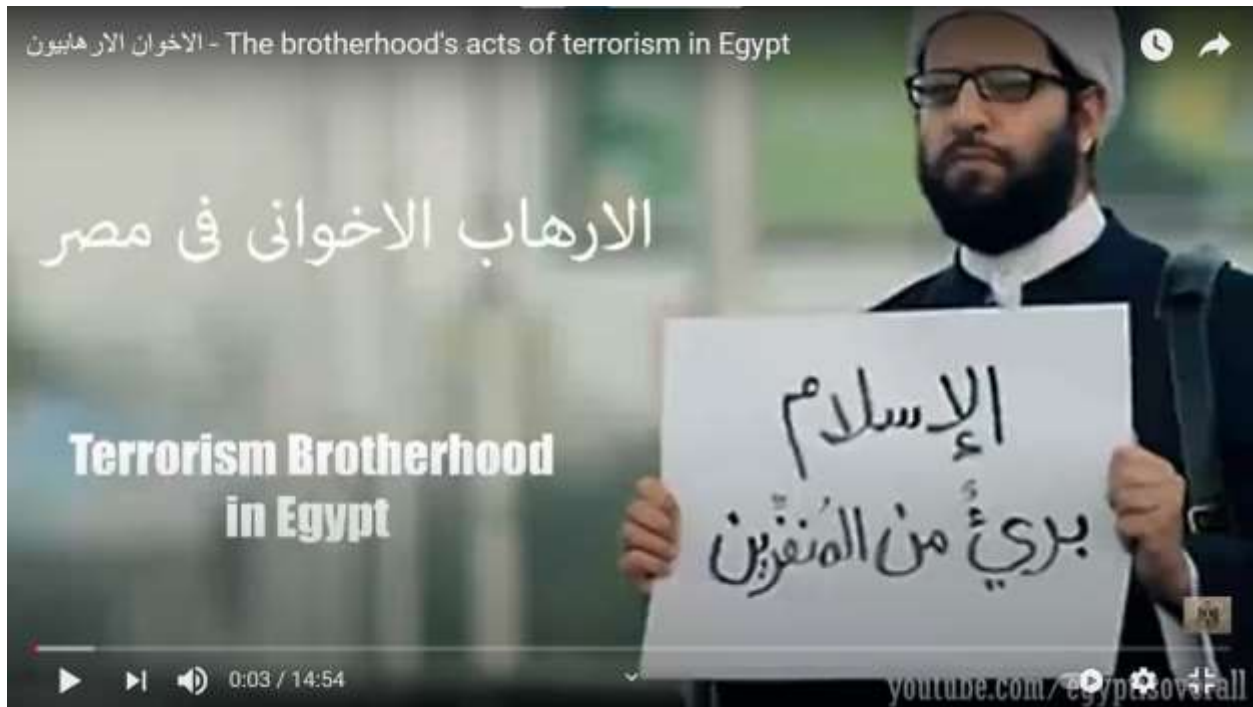 الاخوان الارهابيون - The brotherhood's acts of terrorism in Egypt
الارهاب الاخوانى فى مصر
Terrorism Brotherhood
in Egypt
الإسلام
بريءٌ من المُنفِّرين
0:03 / 14:54
youtube.com/egyptisoverall